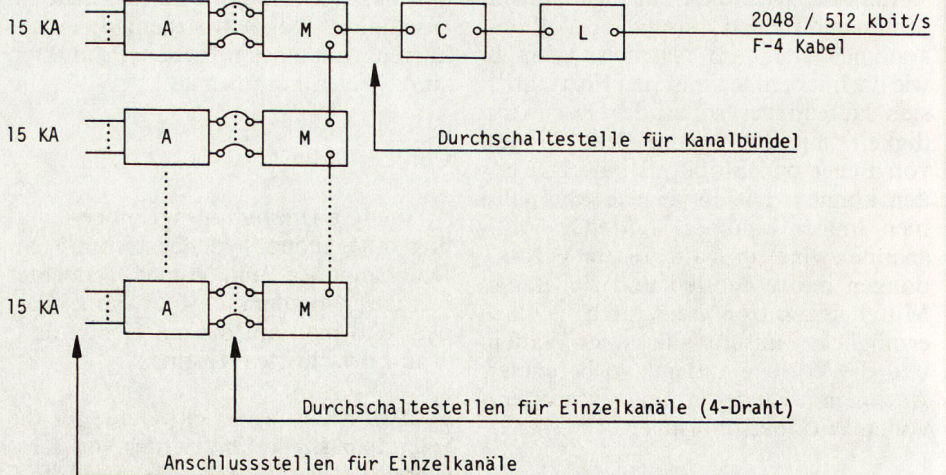 15 KA A M C L 2048 / 512 kbit/s
F-4 Kabel
15 KA A M
Durchschaltestelle für Kanalbündel
15 KA A M
Durchschaltestellen für Einzelkanäle (4-Draht)
Anschlussstellen für Einzelkanäle